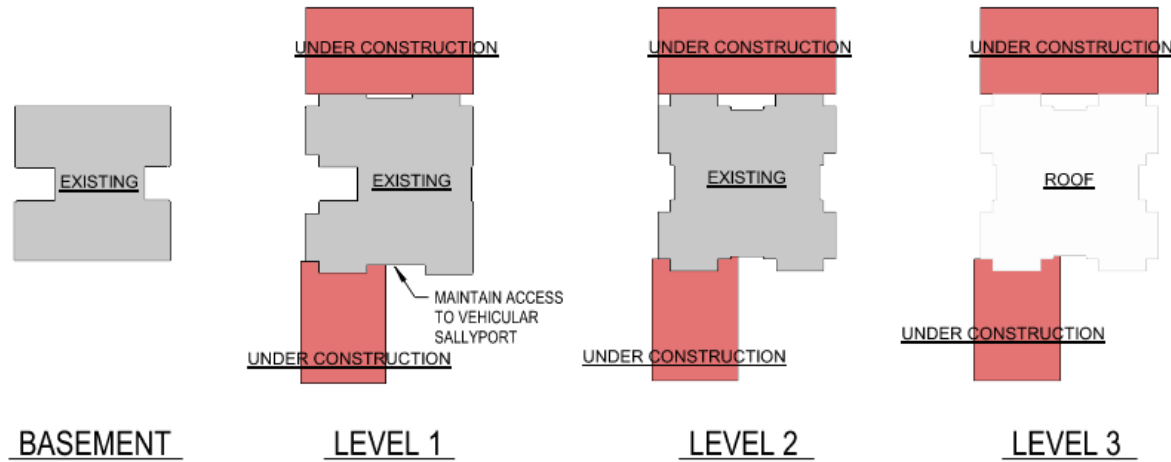 UNDER CONSTRUCTION
UNDER CONSTRUCTION
UNDER CONSTRUCTION
EXISTING
EXISTING
EXISTING
ROOF
MAINTAIN ACCESS
TO VEHICULAR
SALLYPORT
UNDER CONSTRUCTION
UNDER CONSTRUCTION
UNDER CONSTRUCTION
BASEMENT
LEVEL 1
LEVEL 2
LEVEL 3